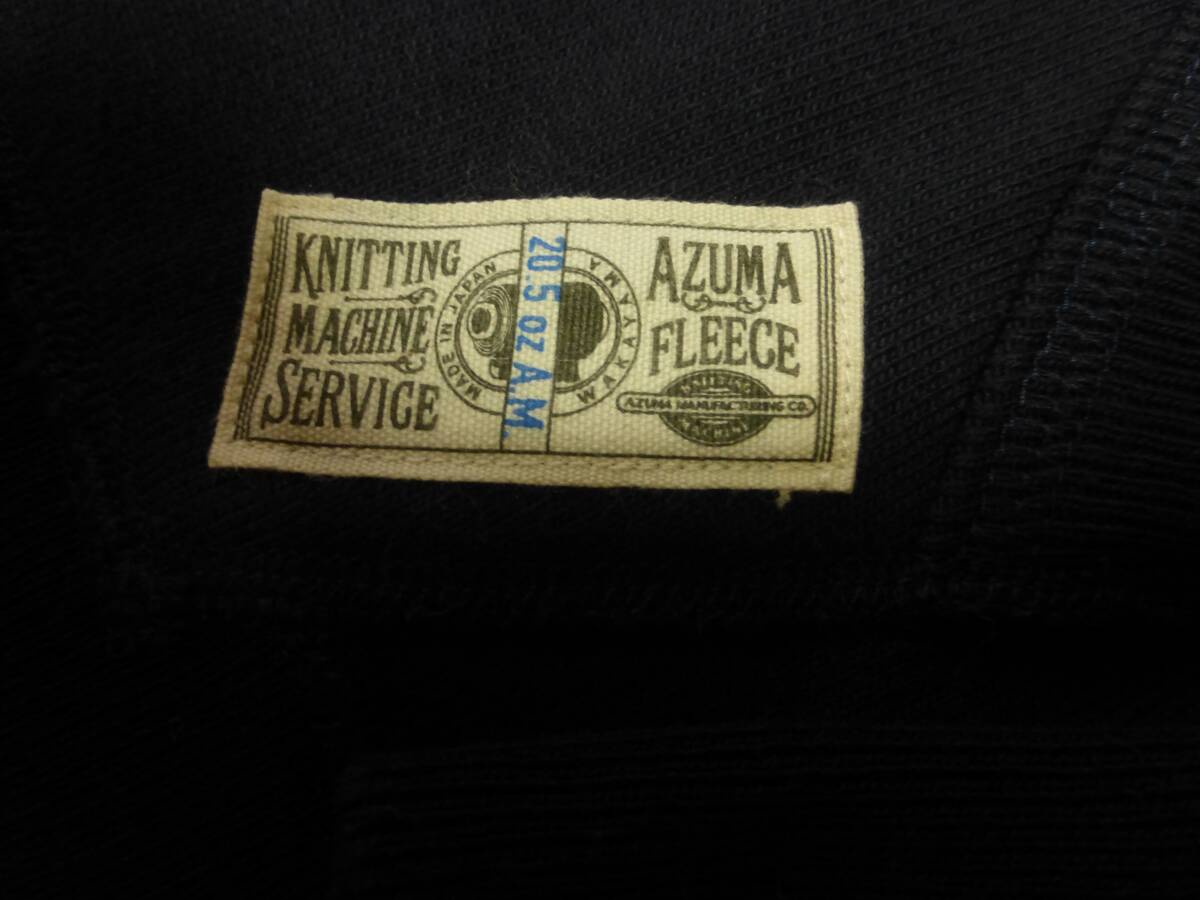 KNITTING
MACHINE
SERVICE
MADE IN JAPAN
WAKAYAMA
20.5 OZ A.M.
AZUMA
FLEECE
AZUMA MANUFACTURING CO.